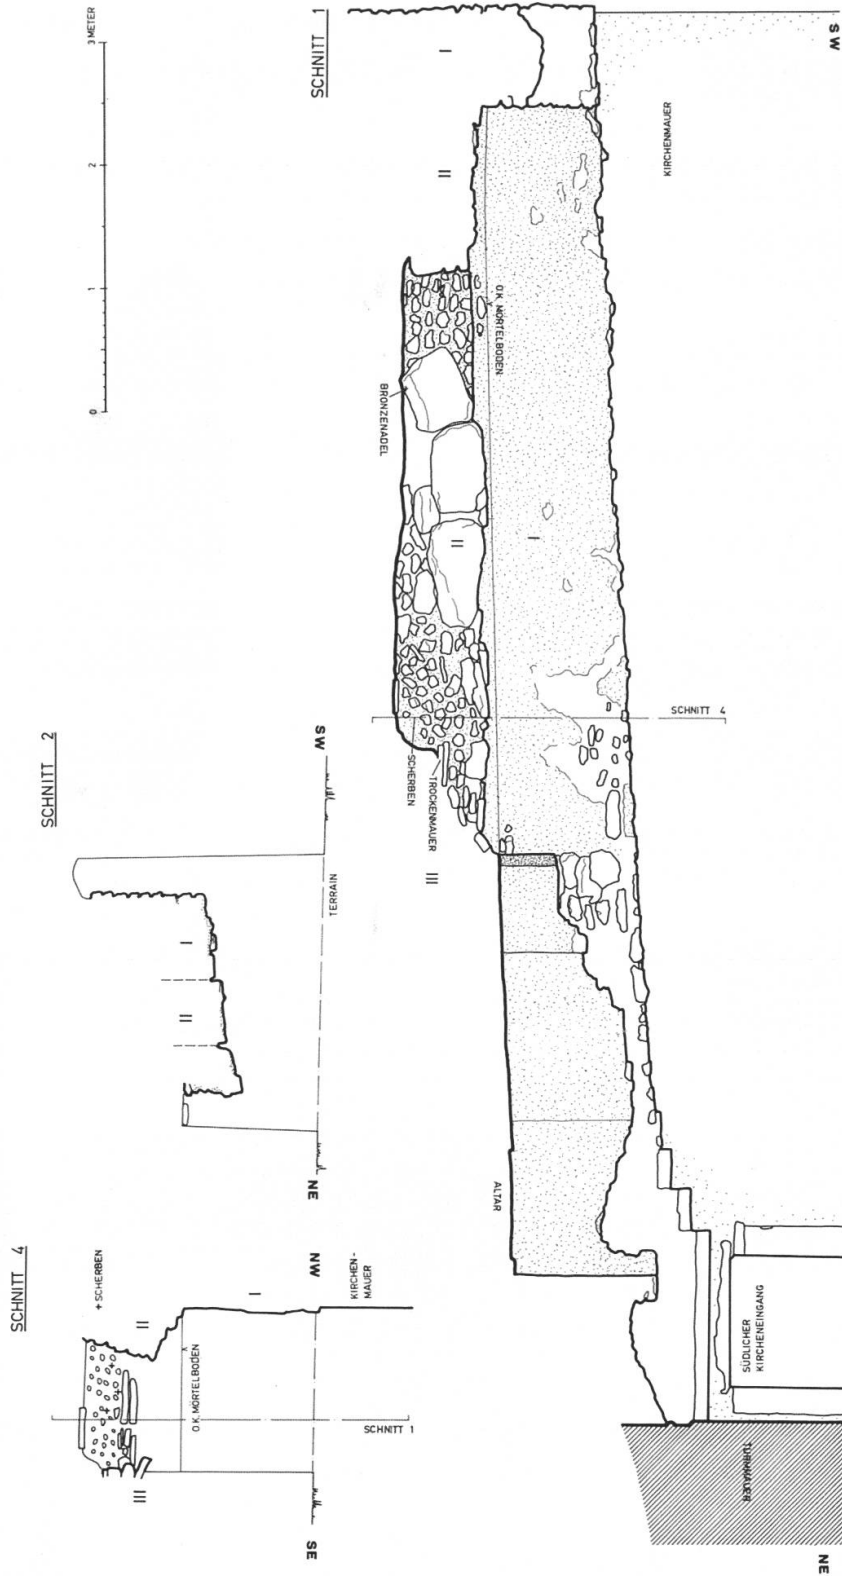 SCHNITT 1
SW
NE
KIRCHENMAUER
I
II
O.K. MÖRTELBODEN
x
BRONZENADEL
II
I
SCHNITT 4
SCHERBEN
TROCKENMAUER
III
ALTAR
SÜDLICHER
KIRCHENEINGANG
TURMMAUER
3 METER
2
1
0
SCHNITT 2
SW
TERRAIN
I
II
NE
SCHNITT 4
+ SCHERBEN
NW
KIRCHEN-
MAUER
I
II
x
O.K. MÖRTELBODEN
SCHNITT 1
III
SE